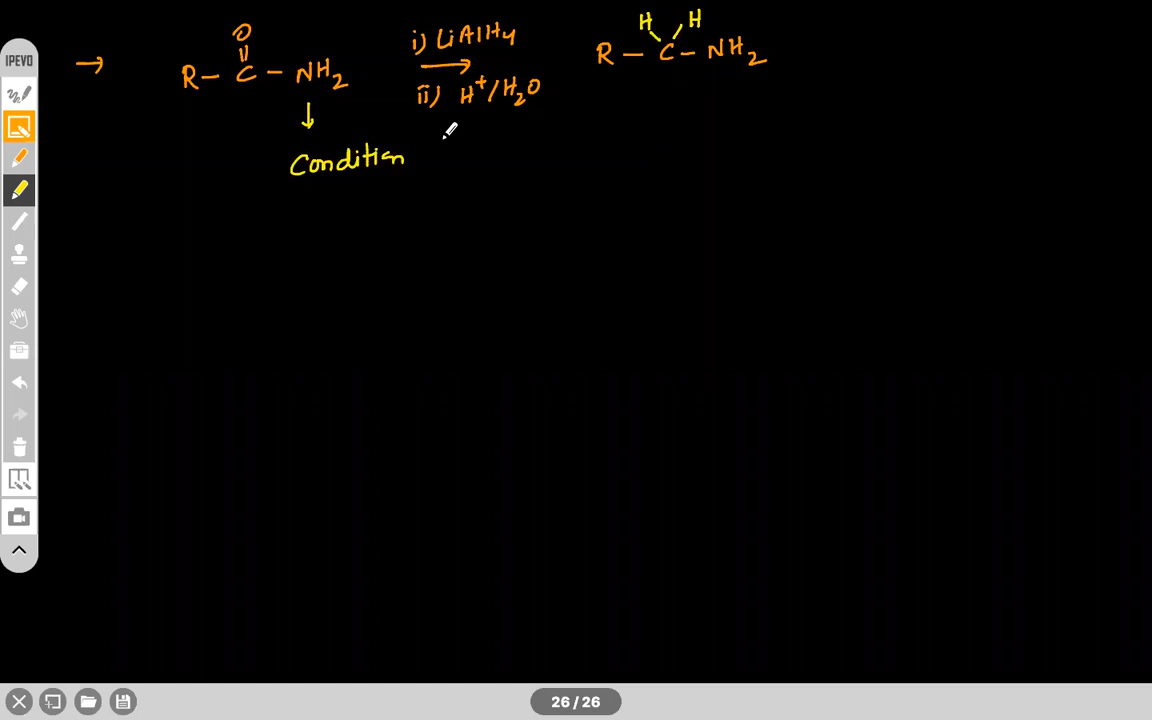 IPEVO
→ R - C(=O) - NH2 i) LiAlH4 → ii) H+/H2O R - C(H)(H) - NH2
↓
Condition
26 / 26